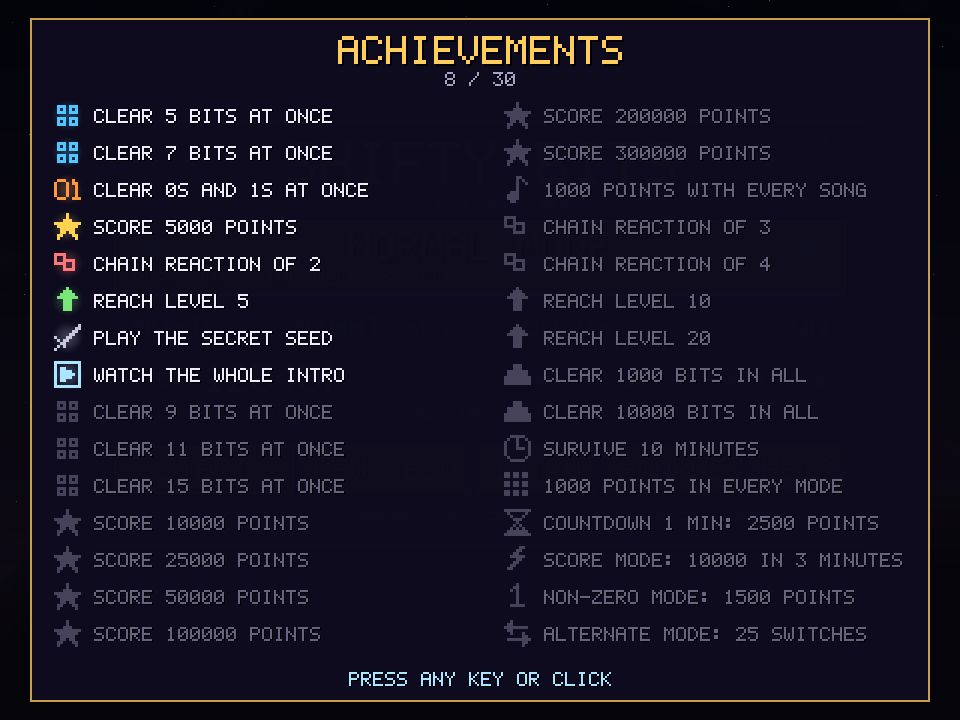 ACHIEVEMENTS
8 / 30
CLEAR 5 BITS AT ONCE
CLEAR 7 BITS AT ONCE
01 CLEAR 0S AND 1S AT ONCE
SCORE 5000 POINTS
CHAIN REACTION OF 2
REACH LEVEL 5
PLAY THE SECRET SEED
WATCH THE WHOLE INTRO
CLEAR 9 BITS AT ONCE
CLEAR 11 BITS AT ONCE
CLEAR 15 BITS AT ONCE
SCORE 10000 POINTS
SCORE 25000 POINTS
SCORE 50000 POINTS
SCORE 100000 POINTS
SCORE 200000 POINTS
SCORE 300000 POINTS
1000 POINTS WITH EVERY SONG
CHAIN REACTION OF 3
CHAIN REACTION OF 4
REACH LEVEL 10
REACH LEVEL 20
CLEAR 1000 BITS IN ALL
CLEAR 10000 BITS IN ALL
SURVIVE 10 MINUTES
1000 POINTS IN EVERY MODE
COUNTDOWN 1 MIN: 2500 POINTS
SCORE MODE: 10000 IN 3 MINUTES
1 NON-ZERO MODE: 1500 POINTS
ALTERNATE MODE: 25 SWITCHES
PRESS ANY KEY OR CLICK